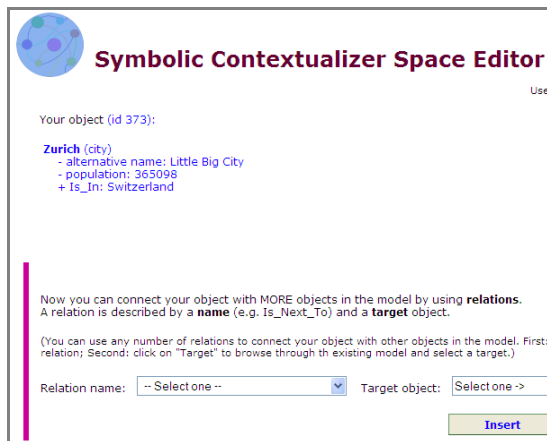 Symbolic Contextualizer Space Editor
Use
Your object (id 373):
Zurich (city)
- alternative name: Little Big City
- population: 365098
+ Is_In: Switzerland
Now you can connect your object with MORE objects in the model by using relations.
A relation is described by a name (e.g. Is_Next_To) and a target object.
(You can use any number of relations to connect your object with other objects in the model. First:
relation; Second: click on "Target" to browse through th existing model and select a target.)
Relation name: -- Select one -- Target object: Select one ->
Insert